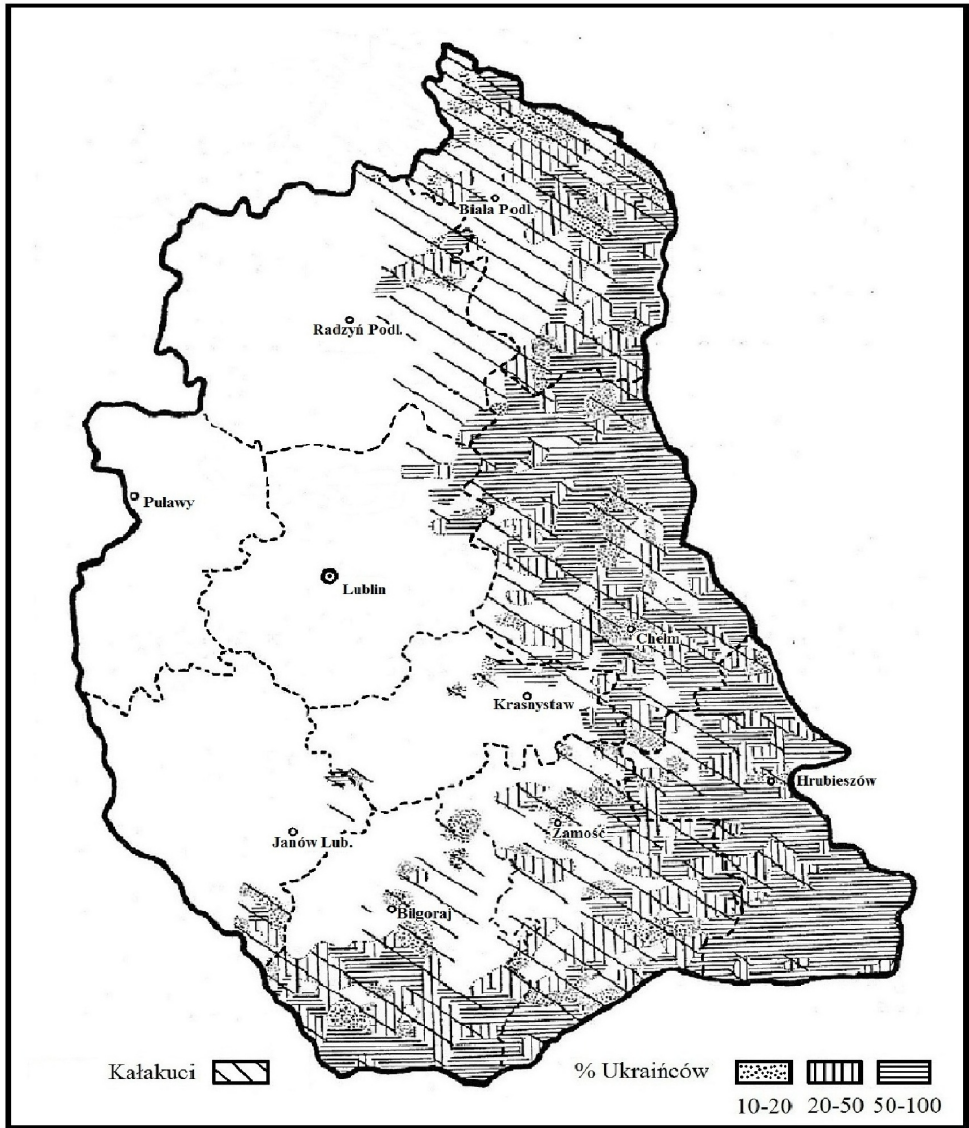 Biała Podl.
Radzyń Podl.
Puławy
Lublin
Chełm
Krasnystaw
Hrubieszów
Zamość
Janów Lub.
Biłgoraj
Kałakuci
% Ukraińców
10-20 20-50 50-100